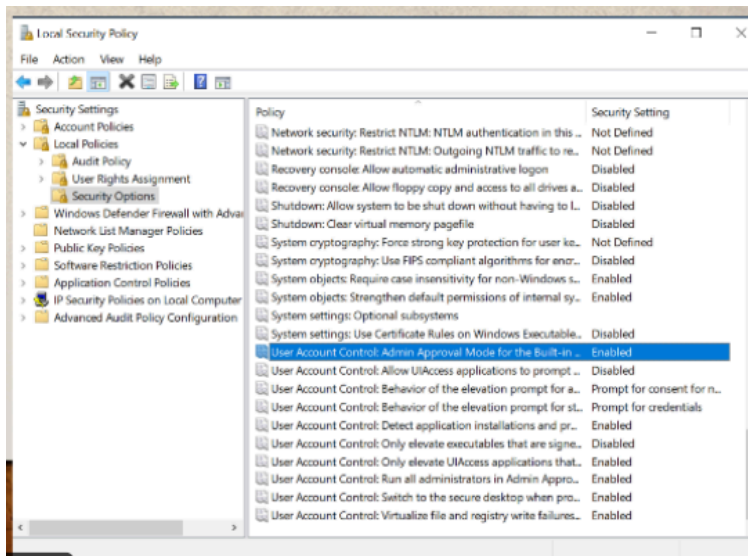 Local Security Policy
File Action View Help
Security Settings
Account Policies
Local Policies
Audit Policy
User Rights Assignment
Security Options
Windows Defender Firewall with Advar
Network List Manager Policies
Public Key Policies
Software Restriction Policies
Application Control Policies
IP Security Policies on Local Computer
Advanced Audit Policy Configuration
Policy Security Setting
Network security: Restrict NTLM: NTLM authentication in this ... Not Defined
Network security: Restrict NTLM: Outgoing NTLM traffic to re... Not Defined
Recovery console: Allow automatic administrative logon Disabled
Recovery console: Allow floppy copy and access to all drives a... Disabled
Shutdown: Allow system to be shut down without having to l... Disabled
Shutdown: Clear virtual memory pagefile Disabled
System cryptography: Force strong key protection for user ke... Not Defined
System cryptography: Use FIPS compliant algorithms for encr... Disabled
System objects: Require case insensitivity for non-Windows s... Enabled
System objects: Strengthen default permissions of internal sy... Enabled
System settings: Optional subsystems
System settings: Use Certificate Rules on Windows Executable... Disabled
User Account Control: Admin Approval Mode for the Built-in ... Enabled
User Account Control: Allow UIAccess applications to prompt ... Disabled
User Account Control: Behavior of the elevation prompt for a... Prompt for consent for n...
User Account Control: Behavior of the elevation prompt for st... Prompt for credentials
User Account Control: Detect application installations and pr... Enabled
User Account Control: Only elevate executables that are signe... Disabled
User Account Control: Only elevate UIAccess applications that... Enabled
User Account Control: Run all administrators in Admin Appro... Enabled
User Account Control: Switch to the secure desktop when pro... Enabled
User Account Control: Virtualize file and registry write failures... Enabled